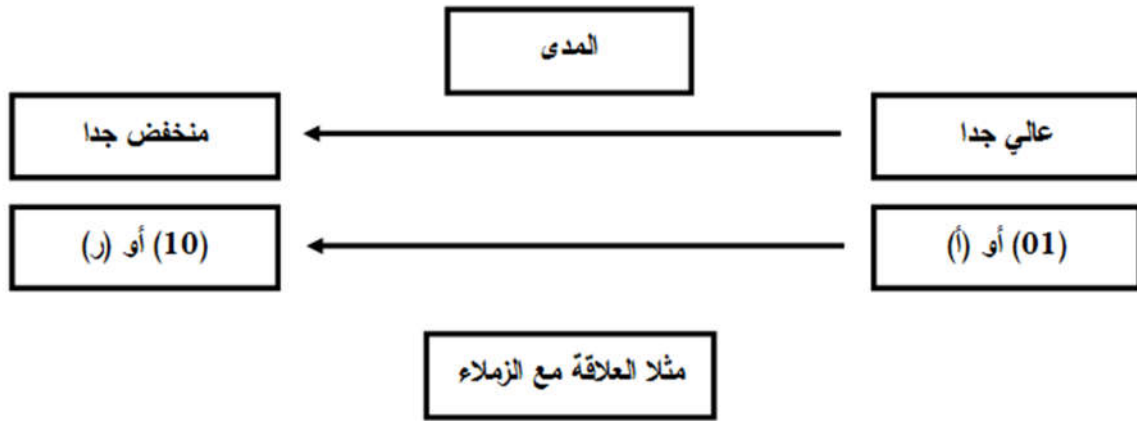 المدى
عالي جدا
منخفض جدا
(01) أو (أ)
(10) أو (ر)
مثلا العلاقة مع الزملاء